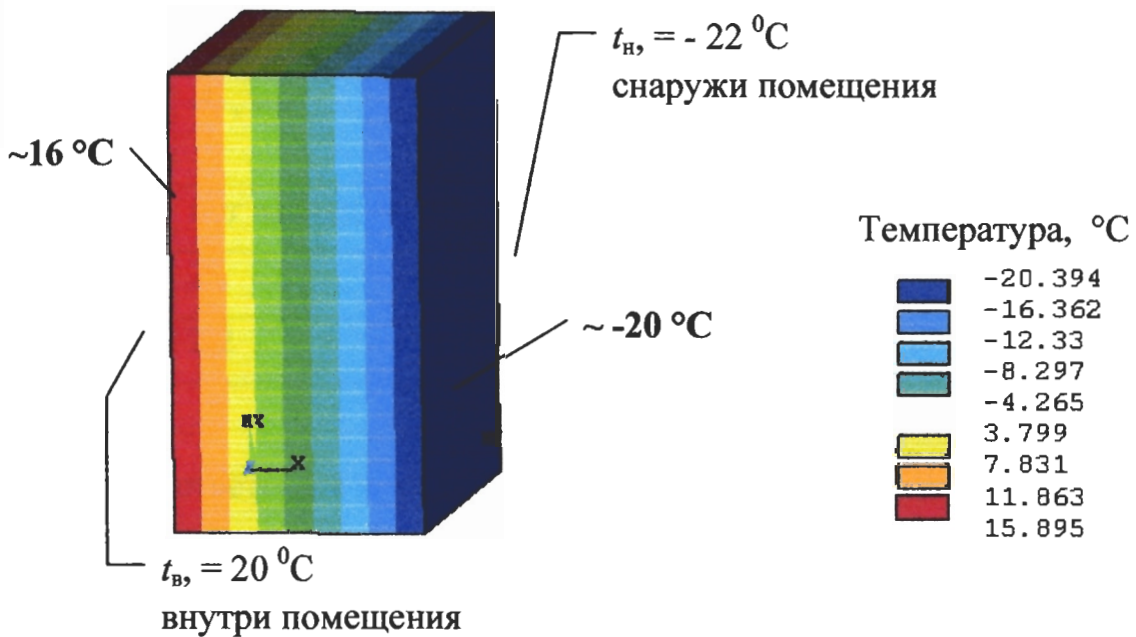 tн, = - 22 ⁰C
снаружи помещения
~16 °C
Температура, °C
-20.394
-16.362
-12.33
-8.297
-4.265
3.799
7.831
11.863
15.895
~ -20 °C
X
tв, = 20 ⁰C
внутри помещения